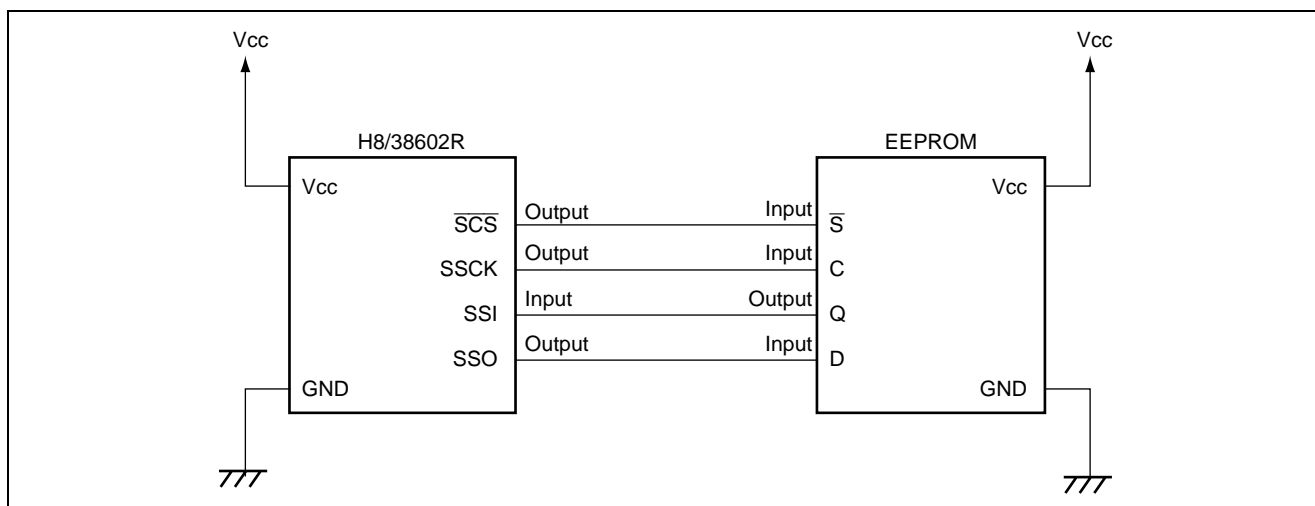 Vcc
Vcc
H8/38602R
EEPROM
Vcc
Vcc
S̅C̅S̅ Output Input S̅
SSCK Output Input C
SSI Input Output Q
SSO Output Input D
GND
GND